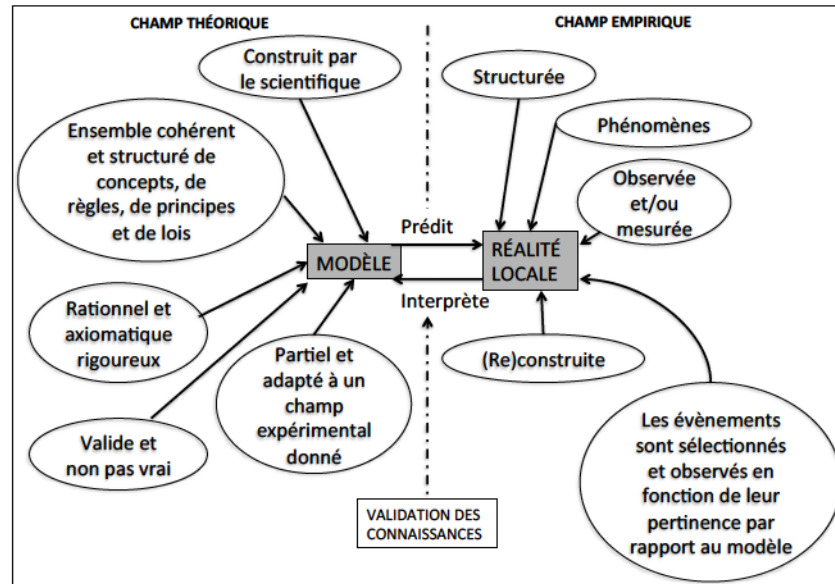 CHAMP THÉORIQUE
CHAMP EMPIRIQUE
Construit par
le scientifique
Structurée
Ensemble cohérent
et structuré de
concepts, de
règles, de principes
et de lois
Phénomènes
Observée
et/ou
mesurée
Prédit
MODÈLE
RÉALITÉ
LOCALE
Interprète
Rationnel et
axiomatique
rigoureux
Partiel et
adapté à un
champ
expérimental
donné
(Re)construite
Valide et
non pas vrai
Les évènements
sont sélectionnés
et observés en
fonction de leur
pertinence par
rapport au modèle
VALIDATION DES
CONNAISSANCES